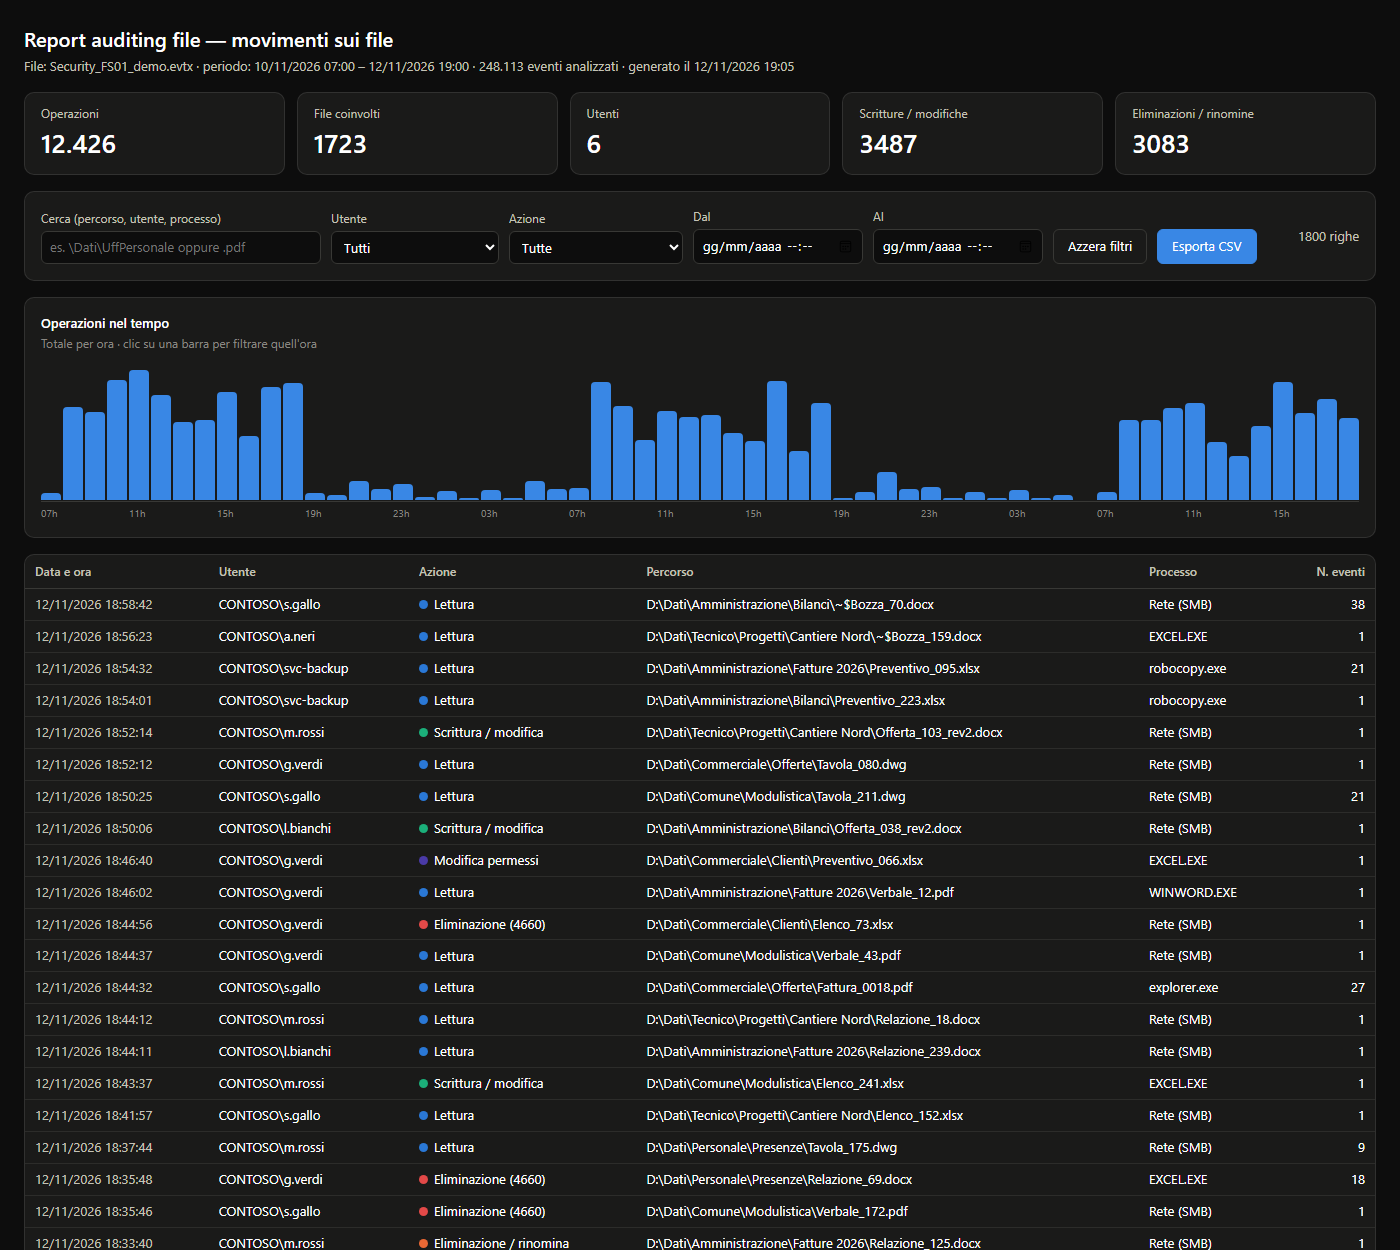 Report auditing file — movimenti sui file
File: Security_FS01_demo.evtx · periodo: 10/11/2026 07:00 – 12/11/2026 19:00 · 248.113 eventi analizzati · generato il 12/11/2026 19:05
Operazioni
12.426
File coinvolti
1723
Utenti
6
Scritture / modifiche
3487
Eliminazioni / rinomine
3083
Cerca (percorso, utente, processo)
es. \Dati\UffPersonale oppure .pdf
Utente
Tutti
Azione
Tutte
Dal
gg/mm/aaaa --:--
Al
gg/mm/aaaa --:--
Azzera filtri
Esporta CSV
1800 righe
Operazioni nel tempo
Totale per ora · clic su una barra per filtrare quell'ora
07h 11h 15h 19h 23h 03h 07h 11h 15h 19h 23h 03h 07h 11h 15h
Data e ora Utente Azione Percorso Processo N. eventi
12/11/2026 18:58:42 CONTOSO\s.gallo Lettura D:\Dati\Amministrazione\Bilanci\~$Bozza_70.docx Rete (SMB) 38
12/11/2026 18:56:23 CONTOSO\a.neri Lettura D:\Dati\Tecnico\Progetti\Cantiere Nord\~$Bozza_159.docx EXCEL.EXE 1
12/11/2026 18:54:32 CONTOSO\svc-backup Lettura D:\Dati\Amministrazione\Fatture 2026\Preventivo_095.xlsx robocopy.exe 21
12/11/2026 18:54:01 CONTOSO\svc-backup Lettura D:\Dati\Amministrazione\Bilanci\Preventivo_223.xlsx robocopy.exe 1
12/11/2026 18:52:14 CONTOSO\m.rossi Scrittura / modifica D:\Dati\Tecnico\Progetti\Cantiere Nord\Offerta_103_rev2.docx Rete (SMB) 1
12/11/2026 18:52:12 CONTOSO\g.verdi Lettura D:\Dati\Commerciale\Offerte\Tavola_080.dwg Rete (SMB) 1
12/11/2026 18:50:25 CONTOSO\s.gallo Lettura D:\Dati\Comune\Modulistica\Tavola_211.dwg Rete (SMB) 21
12/11/2026 18:50:06 CONTOSO\l.bianchi Scrittura / modifica D:\Dati\Amministrazione\Bilanci\Offerta_038_rev2.docx Rete (SMB) 1
12/11/2026 18:46:40 CONTOSO\g.verdi Modifica permessi D:\Dati\Commerciale\Clienti\Preventivo_066.xlsx EXCEL.EXE 1
12/11/2026 18:46:02 CONTOSO\g.verdi Lettura D:\Dati\Amministrazione\Fatture 2026\Verbale_12.pdf WINWORD.EXE 1
12/11/2026 18:44:56 CONTOSO\g.verdi Eliminazione (4660) D:\Dati\Commerciale\Clienti\Elenco_73.xlsx Rete (SMB) 1
12/11/2026 18:44:37 CONTOSO\g.verdi Lettura D:\Dati\Comune\Modulistica\Verbale_43.pdf Rete (SMB) 1
12/11/2026 18:44:32 CONTOSO\s.gallo Lettura D:\Dati\Commerciale\Offerte\Fattura_0018.pdf explorer.exe 27
12/11/2026 18:44:12 CONTOSO\m.rossi Lettura D:\Dati\Tecnico\Progetti\Cantiere Nord\Relazione_18.docx Rete (SMB) 1
12/11/2026 18:44:11 CONTOSO\l.bianchi Lettura D:\Dati\Amministrazione\Fatture 2026\Relazione_239.docx Rete (SMB) 1
12/11/2026 18:43:37 CONTOSO\m.rossi Scrittura / modifica D:\Dati\Comune\Modulistica\Elenco_241.xlsx EXCEL.EXE 1
12/11/2026 18:41:57 CONTOSO\s.gallo Lettura D:\Dati\Tecnico\Progetti\Cantiere Nord\Elenco_152.xlsx Rete (SMB) 1
12/11/2026 18:37:44 CONTOSO\m.rossi Lettura D:\Dati\Personale\Presenze\Tavola_175.dwg Rete (SMB) 9
12/11/2026 18:35:48 CONTOSO\g.verdi Eliminazione (4660) D:\Dati\Personale\Presenze\Relazione_69.docx EXCEL.EXE 18
12/11/2026 18:35:46 CONTOSO\s.gallo Eliminazione (4660) D:\Dati\Comune\Modulistica\Verbale_172.pdf Rete (SMB) 1
12/11/2026 18:33:40 CONTOSO\m.rossi Eliminazione / rinomina D:\Dati\Amministrazione\Fatture 2026\Relazione_125.docx Rete (SMB) 1